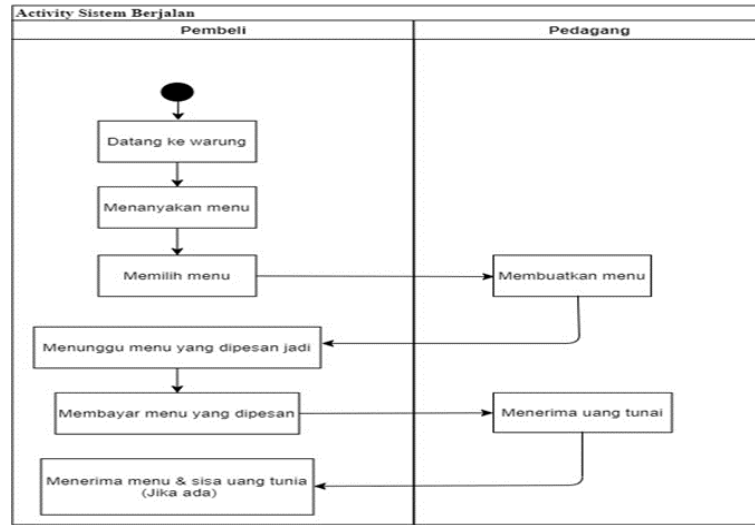 Activity Sistem Berjalan
Pembeli
Pedagang
Datang ke warung
Menanyakan menu
Memilih menu
Membuatkan menu
Menunggu menu yang dipesan jadi
Membayar menu yang dipesan
Menerima uang tunai
Menerima menu & sisa uang tunia
(Jika ada)